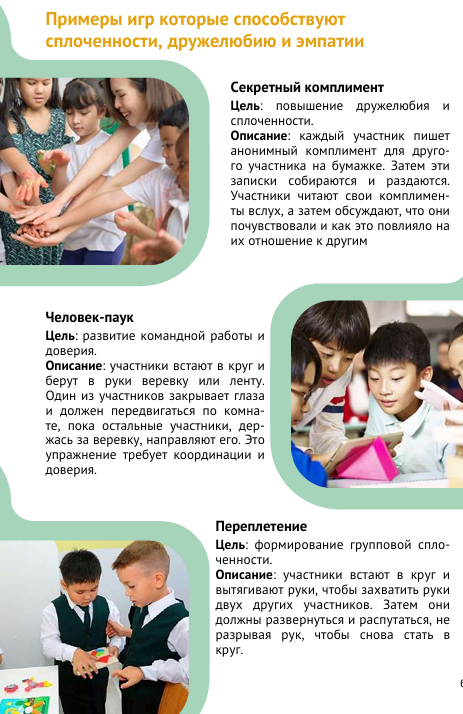 Примеры игр которые способствуют
сплоченности, дружелюбию и эмпатии
Секретный комплимент
Цель: повышение дружелюбия и
сплоченности.
Описание: каждый участник пишет
анонимный комплимент для друго-
го участника на бумажке. Затем эти
записки собираются и раздаются.
Участники читают свои комплимен-
ты вслух, а затем обсуждают, что они
почувствовали и как это повлияло на
их отношение к другим
Человек-паук
Цель: развитие командной работы и
доверия.
Описание: участники встают в круг и
берут в руки веревку или ленту.
Один из участников закрывает глаза
и должен передвигаться по комна-
те, пока остальные участники, дер-
жась за веревку, направляют его. Это
упражнение требует координации и
доверия.
Переплетение
Цель: формирование групповой спло-
ченности.
Описание: участники встают в круг и
вытягивают руки, чтобы захватить руки
двух других участников. Затем они
должны развернуться и распутаться, не
разрывая рук, чтобы снова стать в
круг.